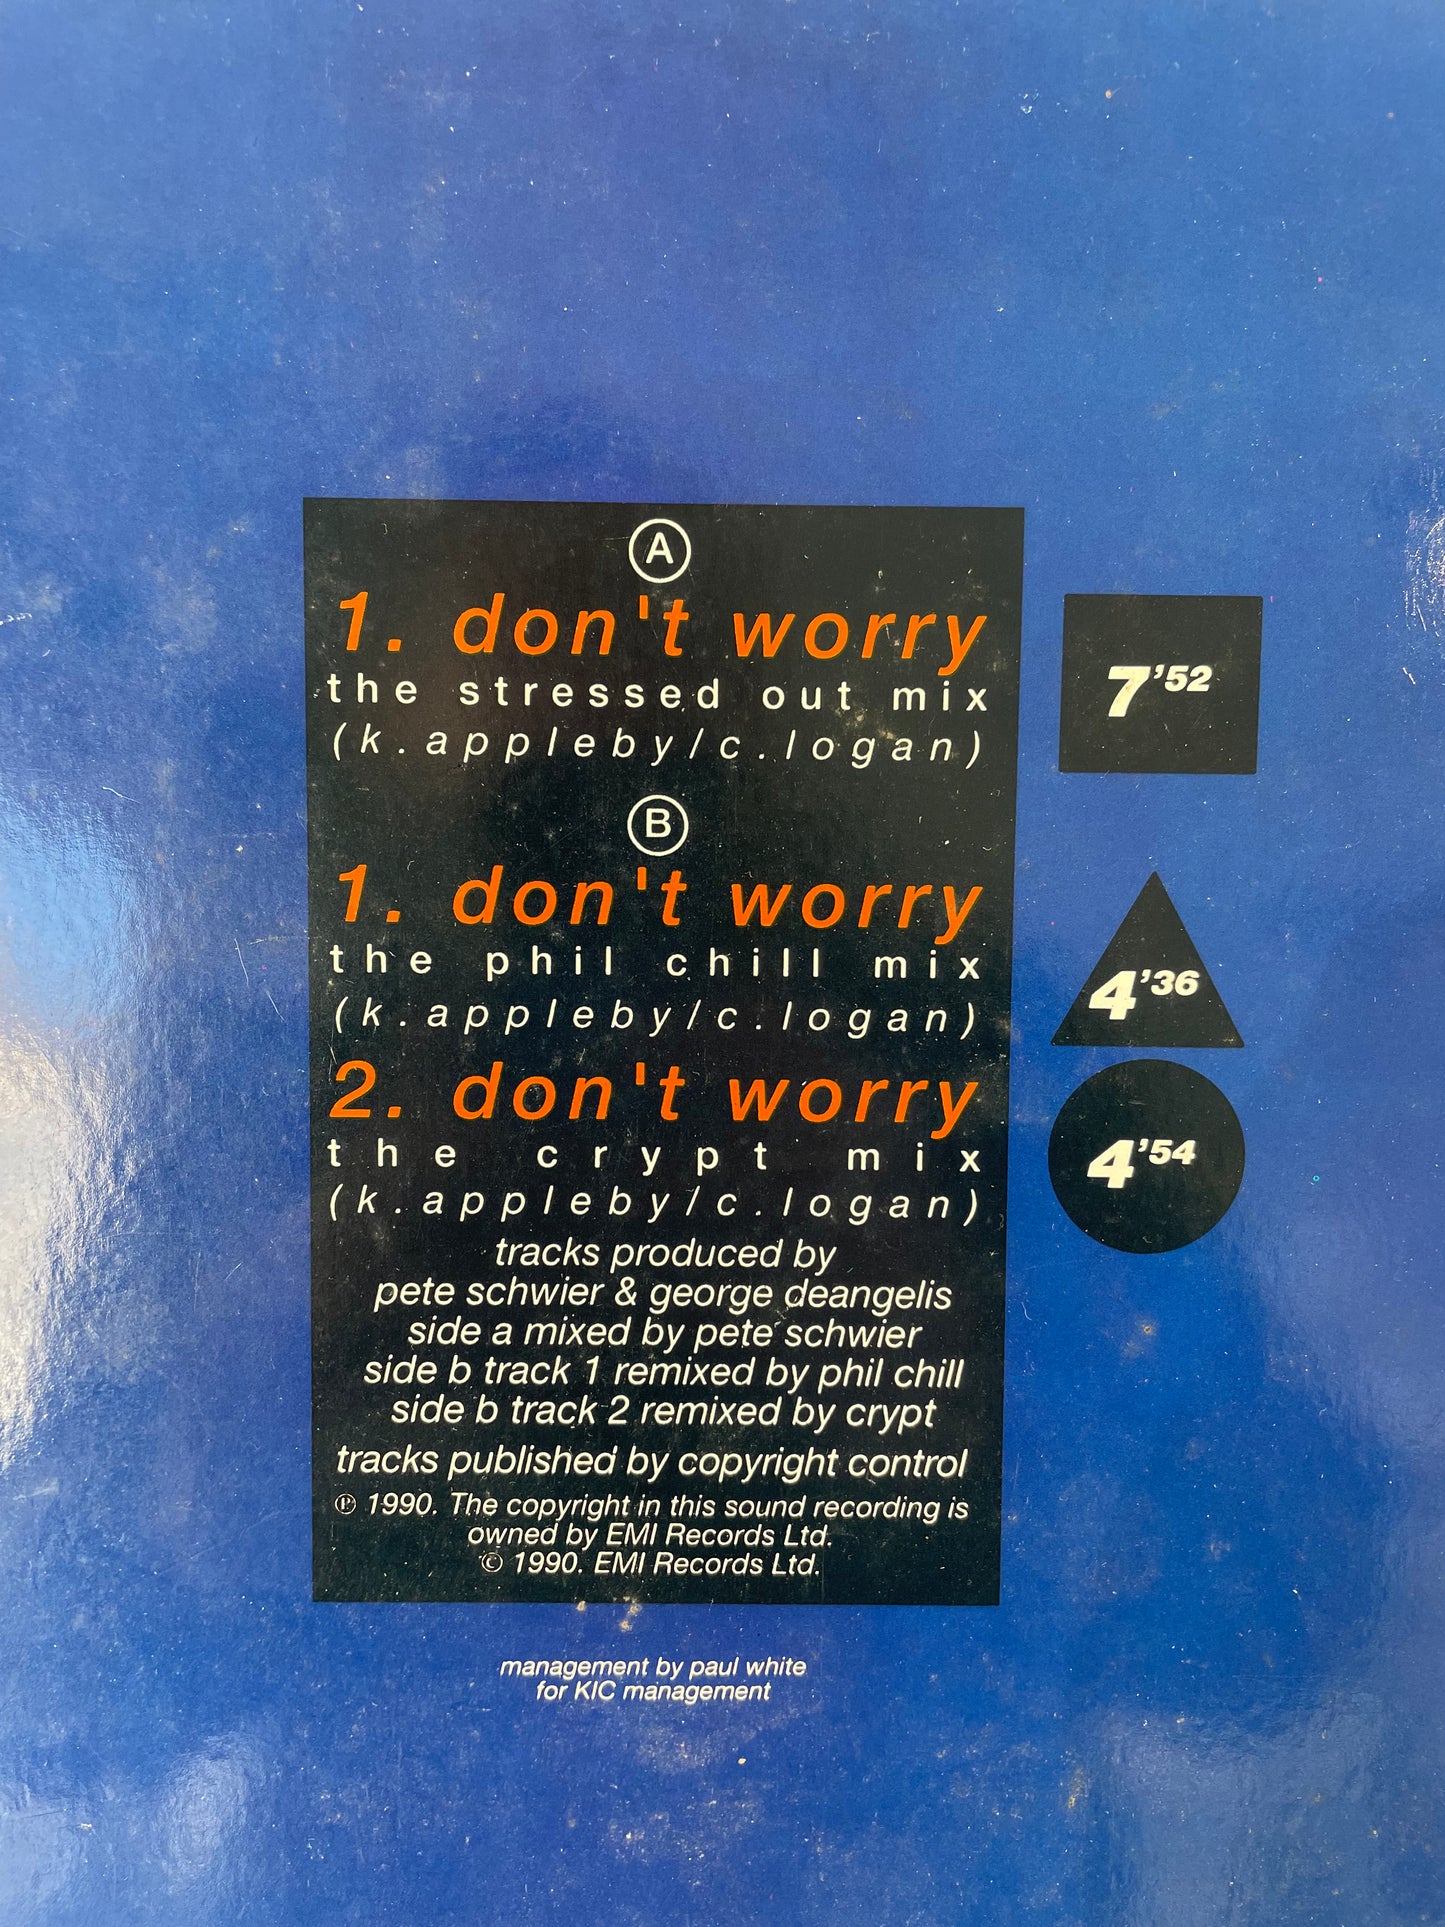 A
1. don't worry
the stressed out mix
(k.appleby/c.logan)
7'52
B
1. don't worry
the phil chill mix
(k.appleby/c.logan)
4'36
2. don't worry
the crypt mix
(k.appleby/c.logan)
4'54
tracks produced by
pete schwier & george deangelis
side a mixed by pete schwier
side b track 1 remixed by phil chill
side b track 2 remixed by crypt
tracks published by copyright control
℗ 1990. The copyright in this sound recording is
owned by EMI Records Ltd.
© 1990. EMI Records Ltd.
management by paul white
for KIC management